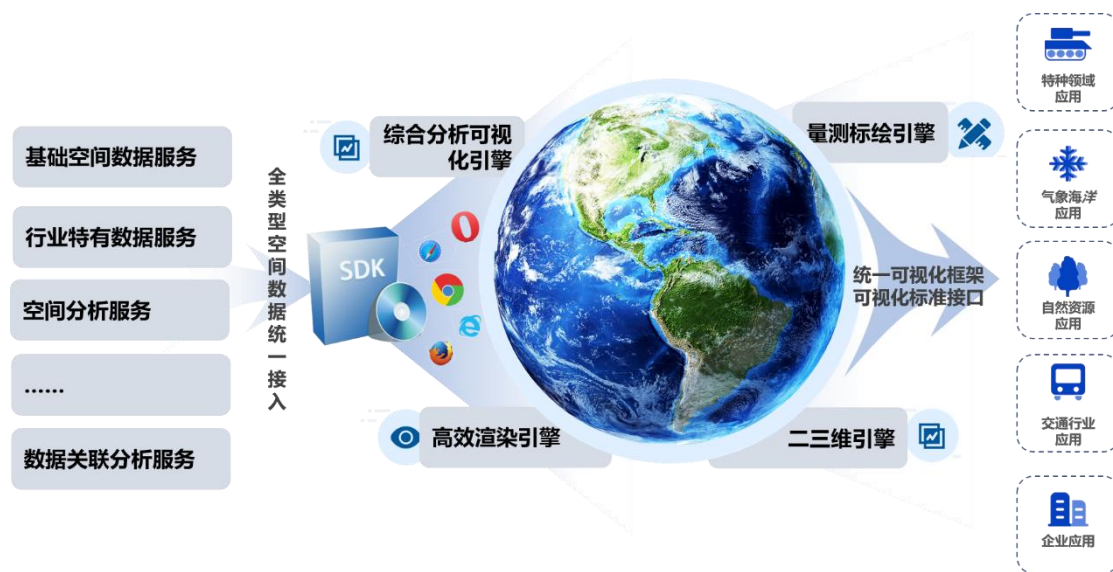 基础空间数据服务
行业特有数据服务
空间分析服务
......
数据关联分析服务
全类型空间数据统一接入
SDK
综合分析可视
化引擎
量测标绘引擎
高效渲染引擎
二三维引擎
统一可视化框架
可视化标准接口
特种领域
应用
气象海洋
应用
自然资源
应用
交通行业
应用
企业应用